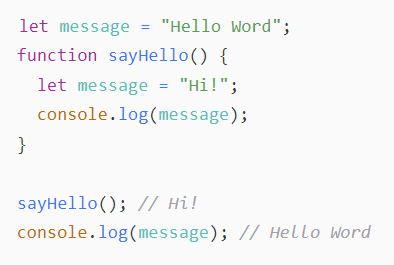 let message = "Hello Word";
function sayHello() {
  let message = "Hi!";
  console.log(message);
}

sayHello(); // Hi!
console.log(message); // Hello Word